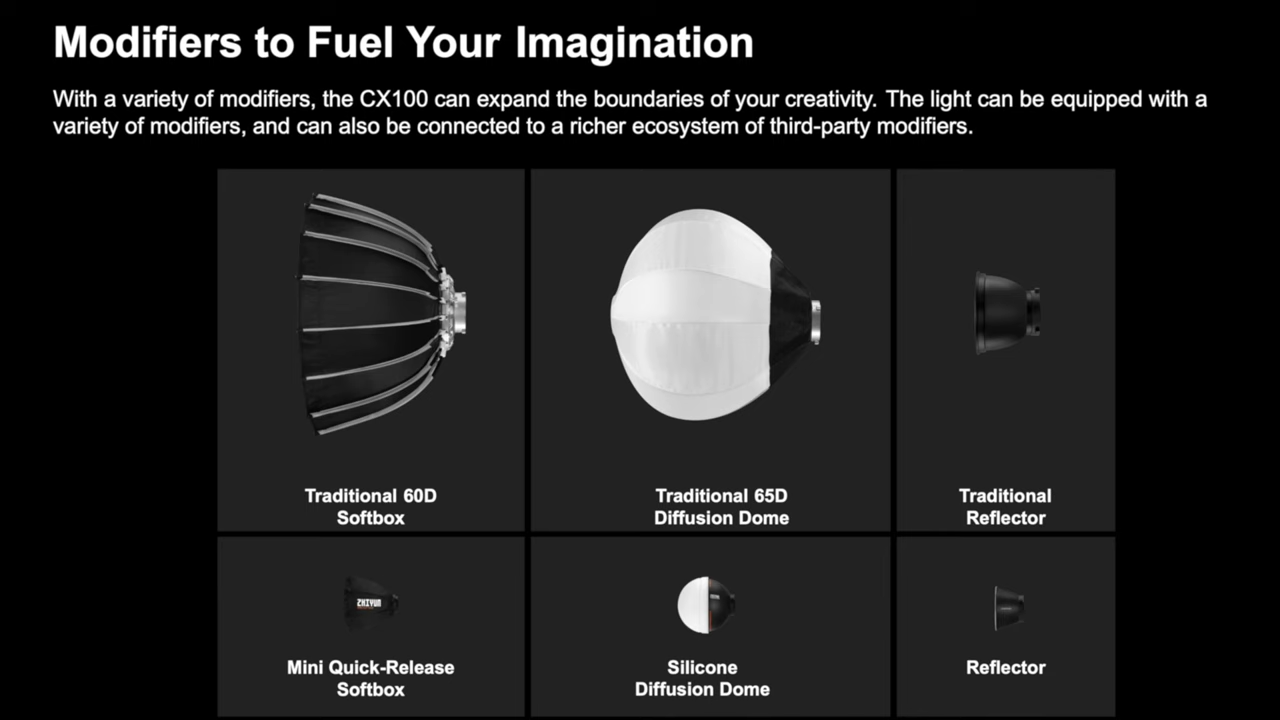 Modifiers to Fuel Your Imagination
With a variety of modifiers, the CX100 can expand the boundaries of your creativity. The light can be equipped with a
variety of modifiers, and can also be connected to a richer ecosystem of third-party modifiers.
Traditional 60D
Softbox
Traditional 65D
Diffusion Dome
Traditional
Reflector
ZHIYUN
Mini Quick-Release
Softbox
Silicone
Diffusion Dome
Reflector